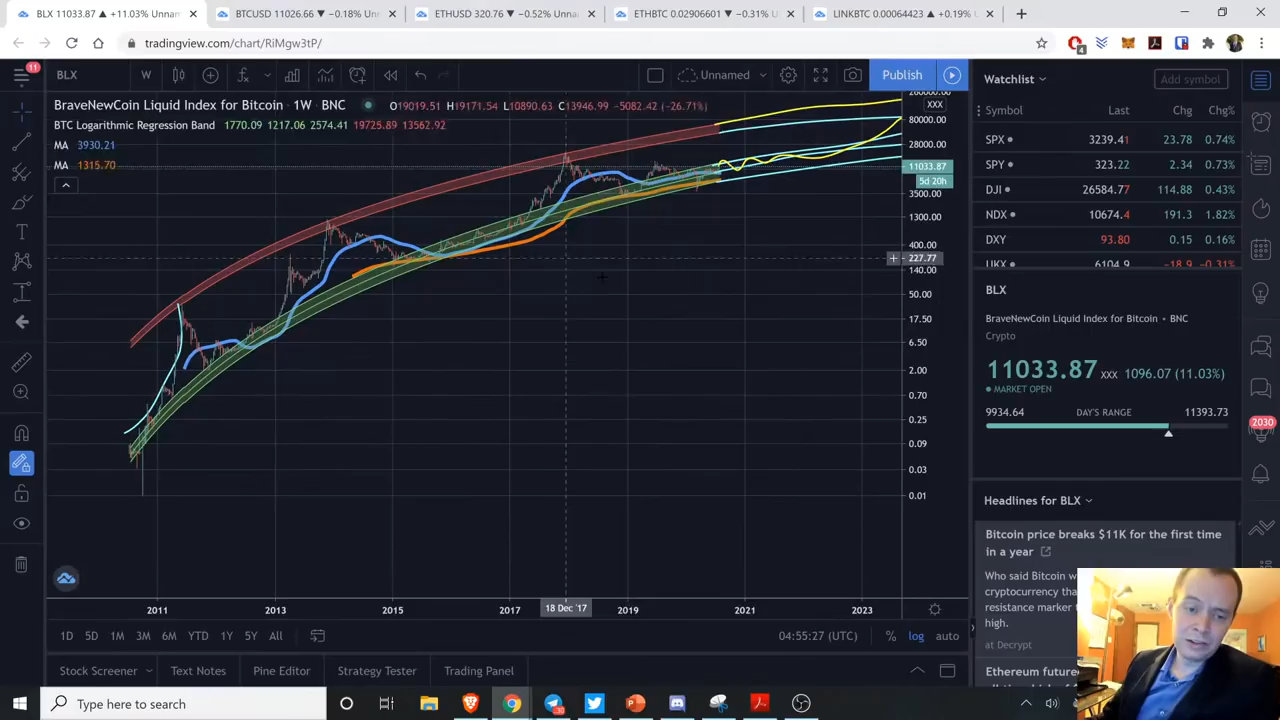 BLX 11033.87 ▲ +11.03% Unnam
BTCUSD 11026.66 ▼ −0.18% Unn
ETHUSD 320.76 ▼ −0.52% Unna
ETHBTC 0.02906601 ▼ −0.31% U
LINKBTC 0.00064423 ▲ +0.19% U
tradingview.com/chart/RiMgw3tP/
4
11
BLX
W
Unnamed
Publish
Watchlist
Add symbol
BraveNewCoin Liquid Index for Bitcoin · 1W · BNC
O19019.51 H19171.54 L10890.63 C13946.99 −5082.42 (−26.71%)
BTC Logarithmic Regression Band 1770.09 1217.06 2574.41 19725.89 13562.92
MA 3930.21
MA 1315.70
XXX
80000.00
28000.00
11033.87
5d 20h
3500.00
1300.00
400.00
227.77
140.00
50.00
17.50
6.50
2.00
0.70
0.25
0.09
0.03
0.01
2011
2013
2015
2017
18 Dec '17
2019
2021
2023
1D 5D 1M 3M 6M YTD 1Y 5Y All
04:55:27 (UTC)
% log auto
Stock Screener
Text Notes
Pine Editor
Strategy Tester
Trading Panel
Symbol Last Chg Chg%
SPX 3239.41 23.78 0.74%
SPY 323.22 2.34 0.73%
DJI 26584.77 114.88 0.43%
NDX 10674.4 191.3 1.82%
DXY 93.80 0.15 0.16%
UKX 6104.9 −18.9 −0.31%
BLX
BraveNewCoin Liquid Index for Bitcoin • BNC
Crypto
11033.87 XXX 1096.07 (11.03%)
MARKET OPEN
9934.64 DAY'S RANGE 11393.73
2030
Headlines for BLX
Bitcoin price breaks $11K for the first time
in a year
Who said Bitcoin w
cryptocurrency tha
resistance marker t
high.
at Decrypt
Ethereum future
Type here to search